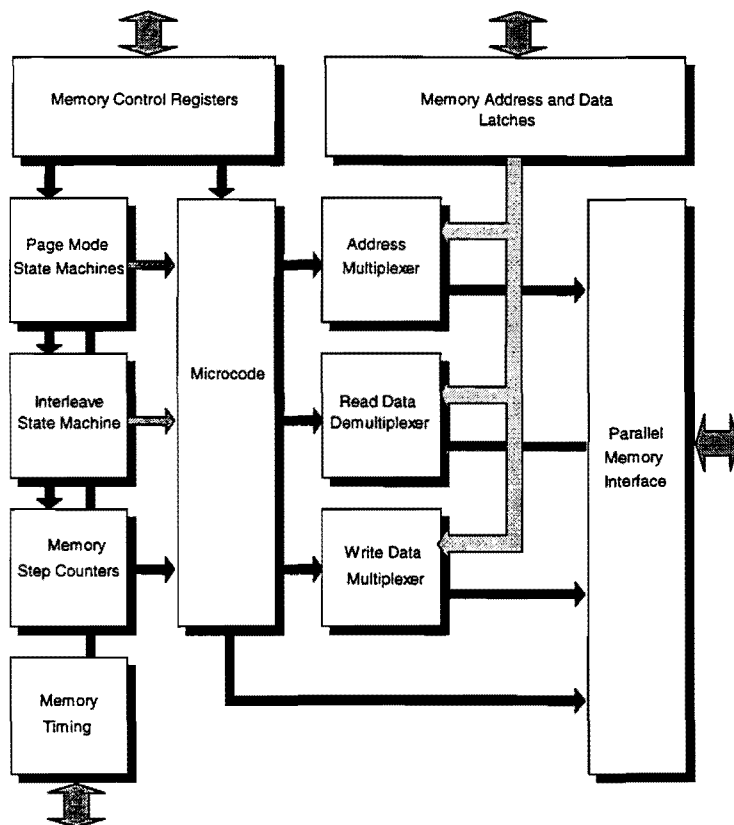 Memory Control Registers
Memory Address and Data
Latches
Page Mode
State Machines
Address
Multiplexer
Microcode
Interleave
State Machine
Read Data
Demultiplexer
Parallel
Memory
Interface
Memory
Step Counters
Write Data
Multiplexer
Memory
Timing